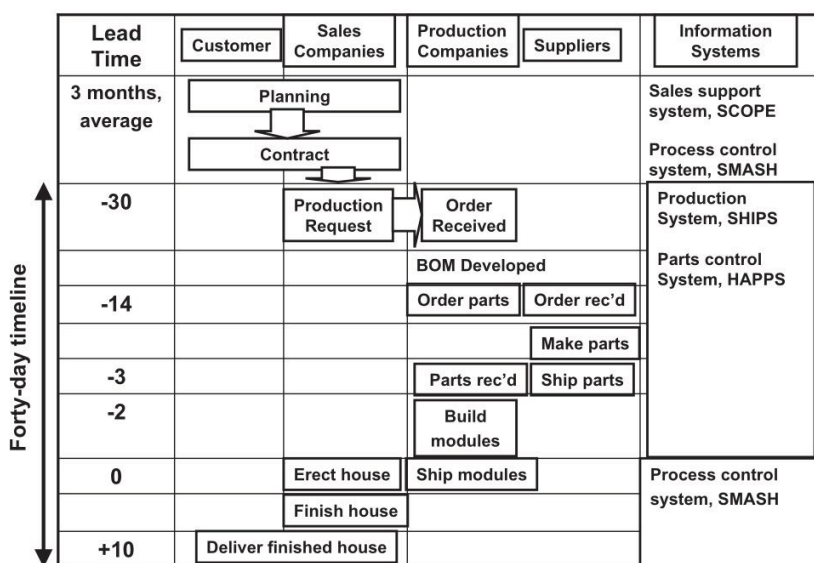 Lead
Time
Customer
Sales
Companies
Production
Companies
Suppliers
Information
Systems
3 months,
average
Planning
Sales support
system, SCOPE
Contract
Process control
system, SMASH
Forty-day timeline
-30
Production
Request
Order
Received
Production
System, SHIPS
BOM Developed
Parts control
System, HAPPS
-14
Order parts
Order rec’d
Make parts
-3
Parts rec’d
Ship parts
-2
Build
modules
0
Erect house
Ship modules
Process control
system, SMASH
Finish house
+10
Deliver finished house